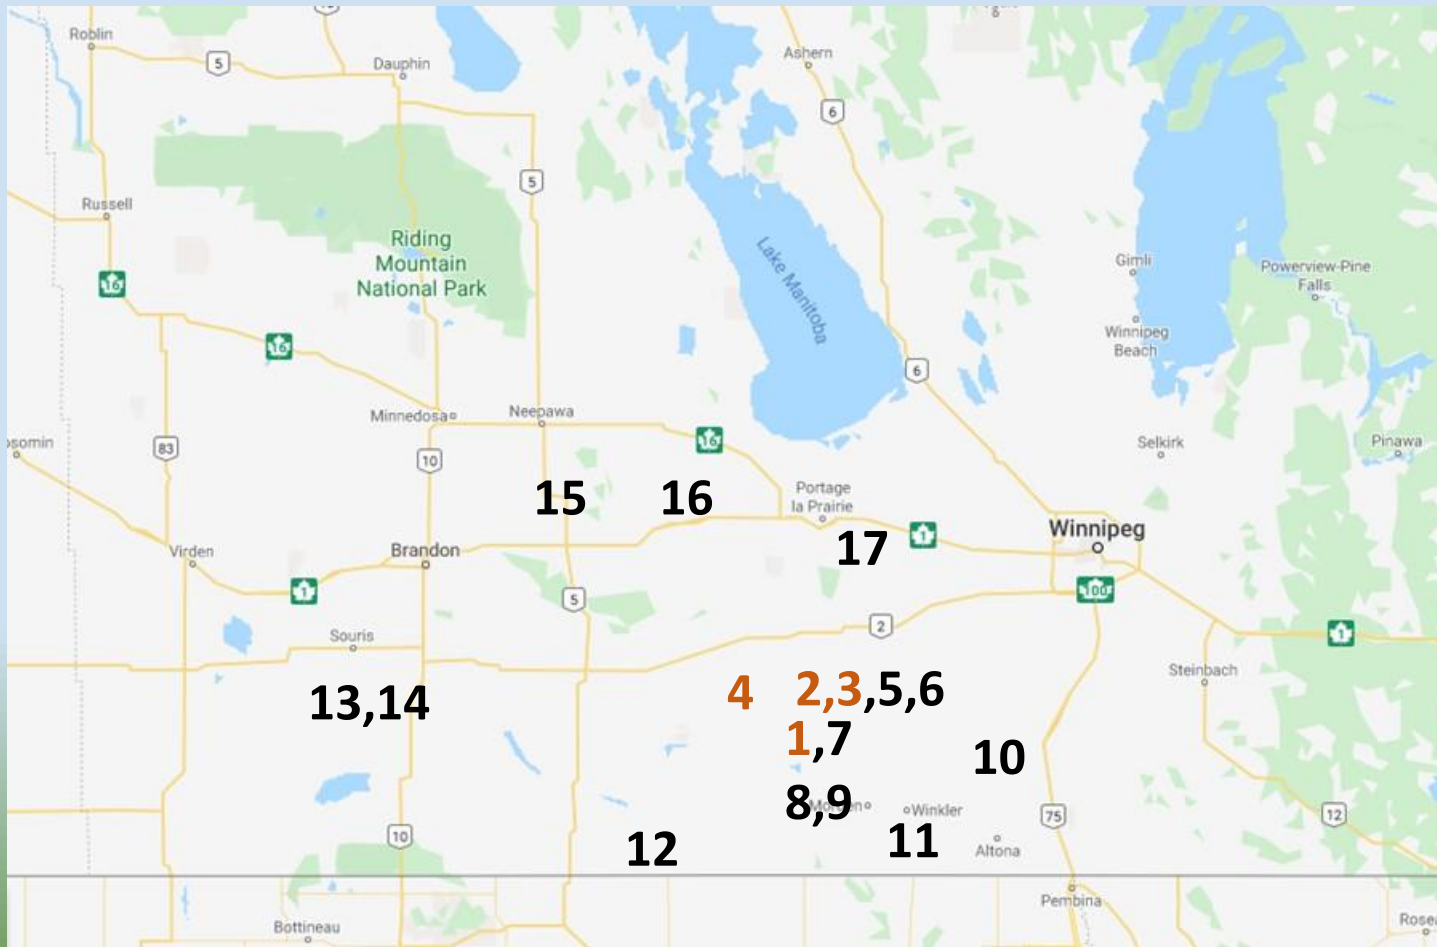 Roblin
5
Dauphin
Ashern
6
5
Russell
Riding
Mountain
National Park
Lake Manitoba
Gimli
Powerview-Pine
Falls
16
Winnipeg
Beach
16
6
Minnedosa
Neepawa
16
Selkirk
Pinawa
osomin
83
10
15
16
Portage
la Prairie
Winnipeg
17
1
Virden
Brandon
1
5
100
2
1
Souris
Steinbach
13,14
4
2,3,5,6
1,7
10
8,9
Winkler
75
12
10
12
11
Altona
Pembina
Bottineau